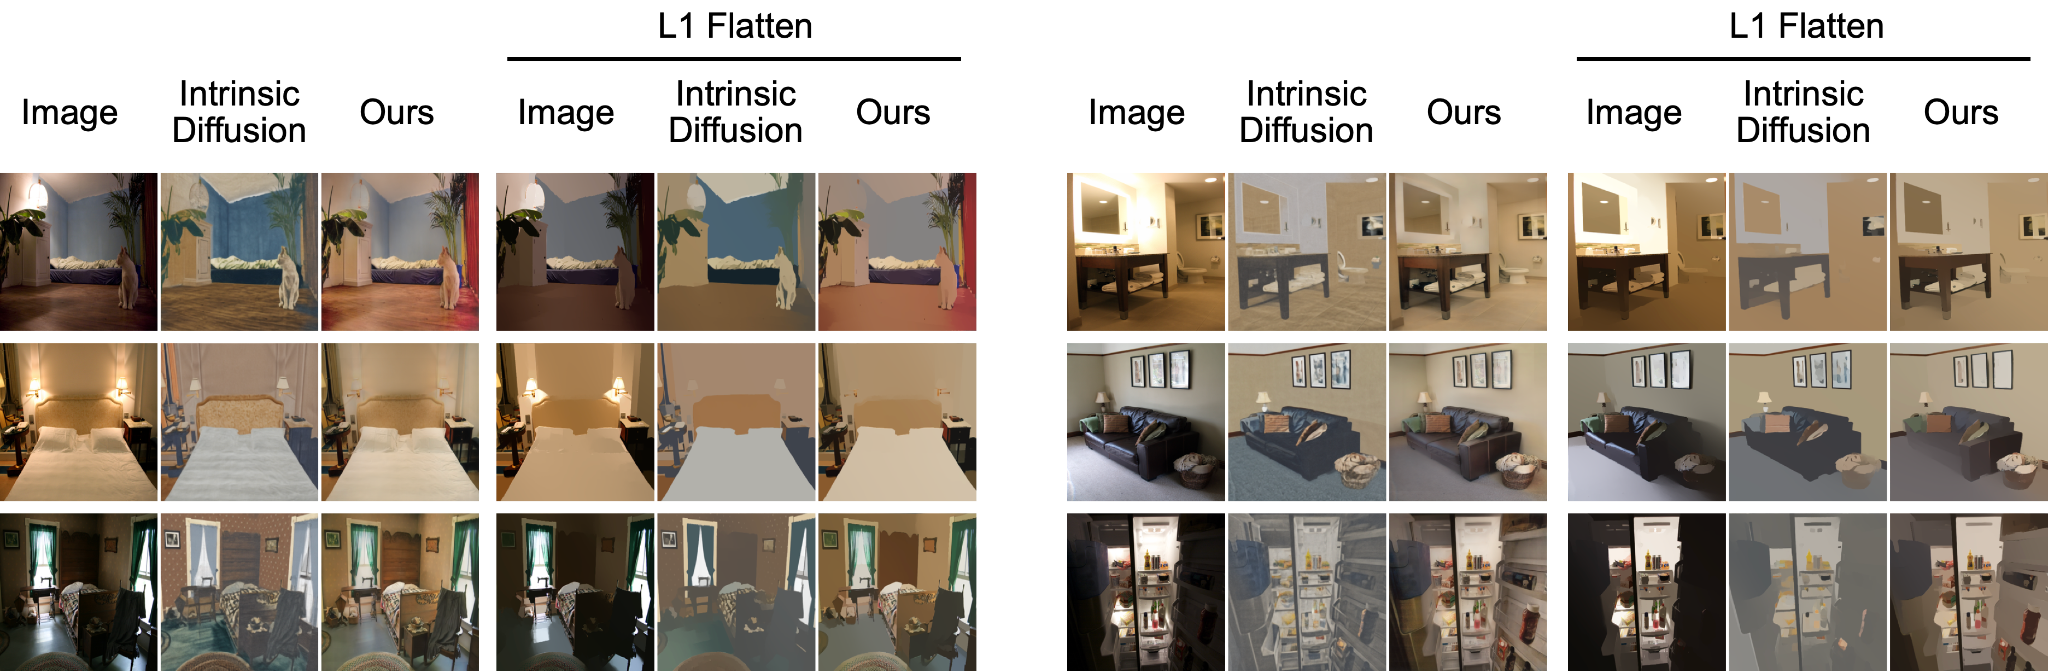 L1 Flatten
L1 Flatten
Image
Intrinsic
Diffusion
Ours
Image
Intrinsic
Diffusion
Ours
Image
Intrinsic
Diffusion
Ours
Image
Intrinsic
Diffusion
Ours